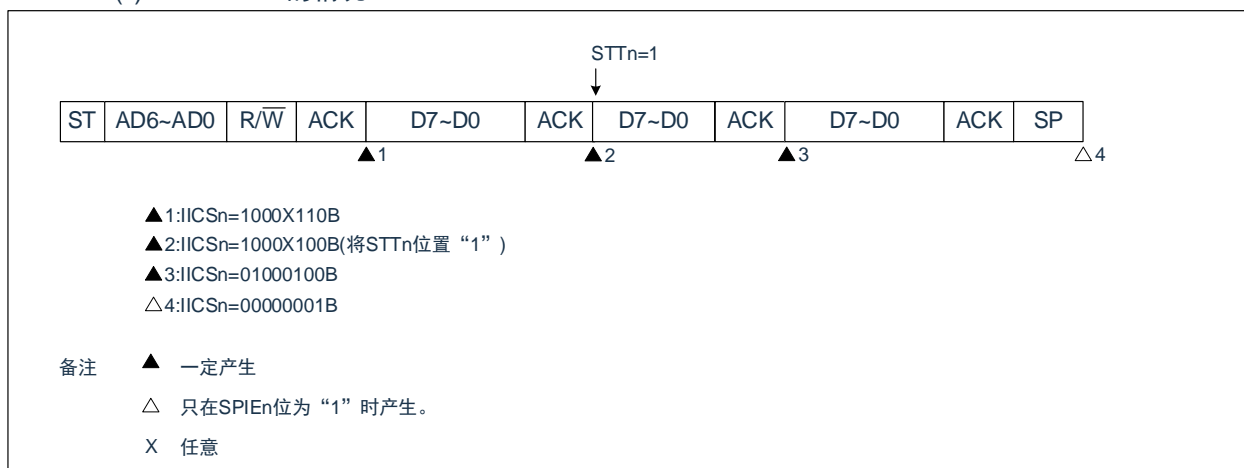 STTn=1
ST AD6~AD0 R/W̅ ACK D7~D0 ACK D7~D0 ACK D7~D0 ACK SP
▲1 ▲2 ▲3 △4
▲1:IICSn=1000X110B
▲2:IICSn=1000X100B(将STTn位置“1”)
▲3:IICSn=01000100B
△4:IICSn=00000001B
备注 ▲ 一定产生
△ 只在SPIEn位为“1”时产生。
X 任意